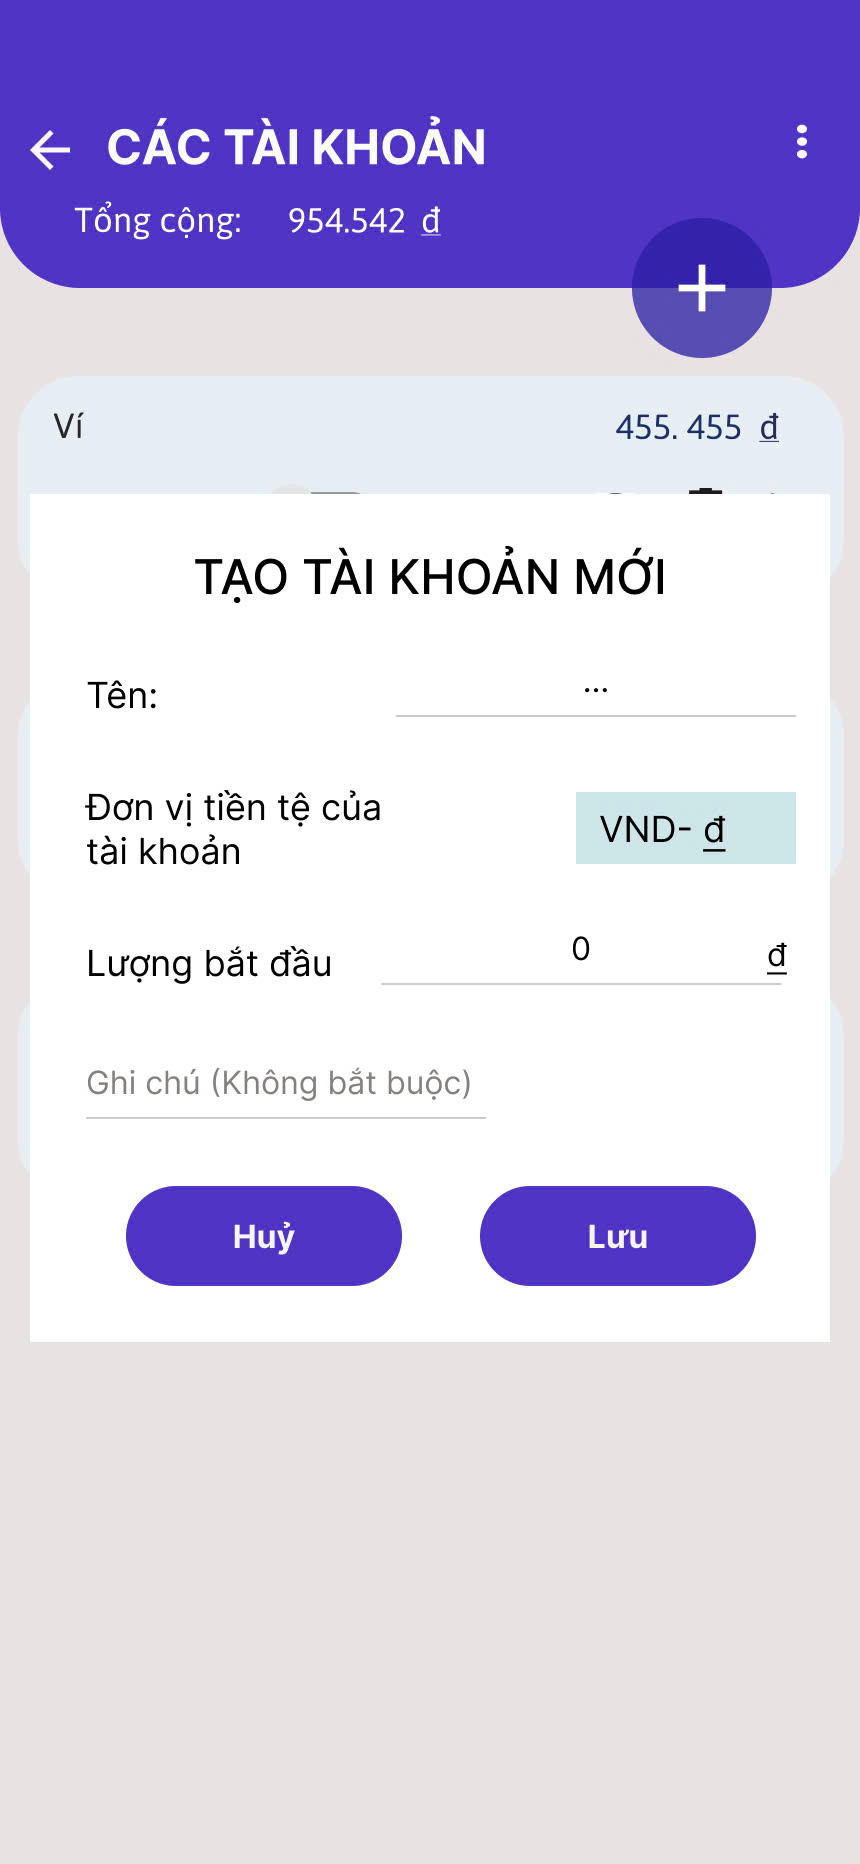 CÁC TÀI KHOẢN
Tổng cộng: 954.542 đ
Ví 455. 455 đ
TẠO TÀI KHOẢN MỚI
Tên: ...
Đơn vị tiền tệ của
tài khoản
VND- đ
Lượng bắt đầu 0 đ
Ghi chú (Không bắt buộc)
Huỷ Lưu